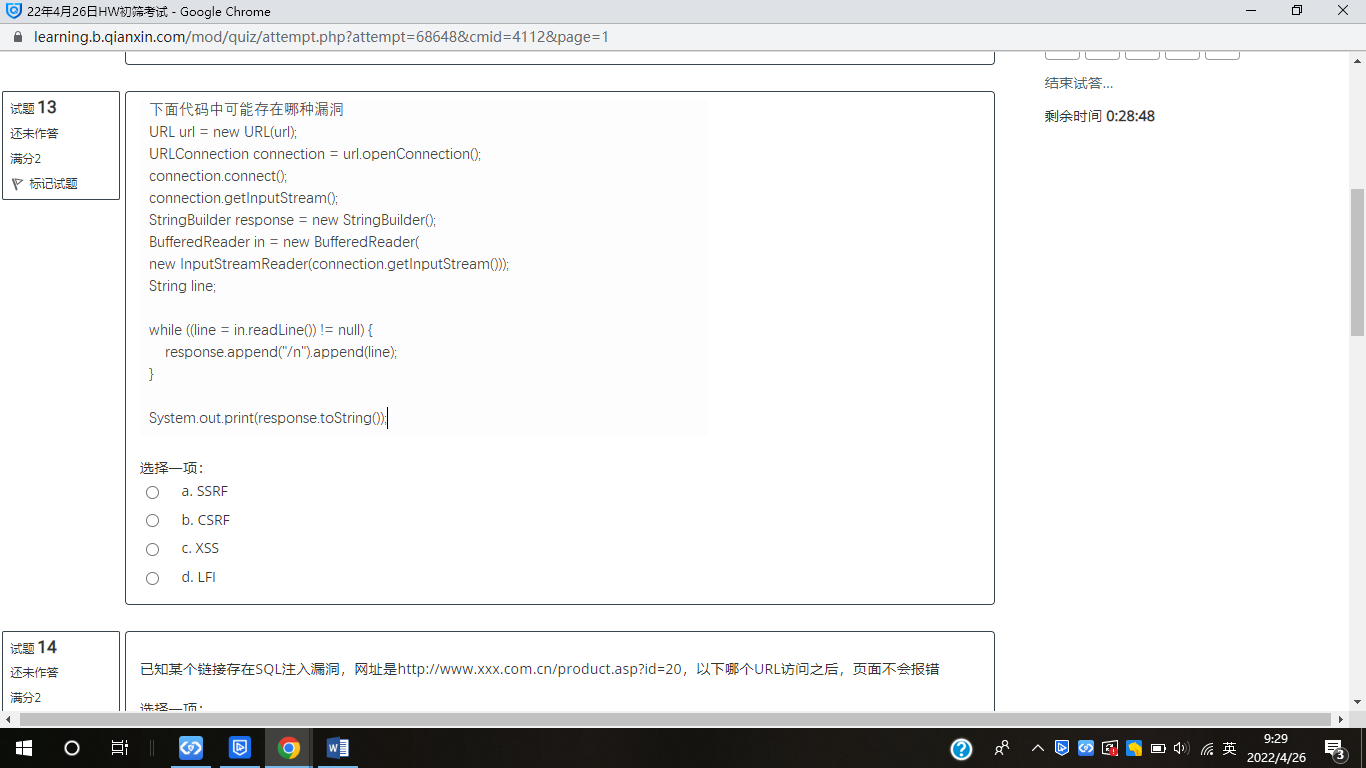 22年4月26日HW初筛考试 - Google Chrome
learning.b.qianxin.com/mod/quiz/attempt.php?attempt=68648&cmid=4112&page=1
结束试答...
剩余时间 0:28:48
试题 13
还未作答
满分2
标记试题
下面代码中可能存在哪种漏洞
URL url = new URL(url);
URLConnection connection = url.openConnection();
connection.connect();
connection.getInputStream();
StringBuilder response = new StringBuilder();
BufferedReader in = new BufferedReader(
new InputStreamReader(connection.getInputStream()));
String line;
while ((line = in.readLine()) != null) {
response.append("/n").append(line);
}
System.out.print(response.toString());
选择一项：
a. SSRF
b. CSRF
c. XSS
d. LFI
试题 14
还未作答
满分2
已知某个链接存在SQL注入漏洞，网址是http://www.xxx.com.cn/product.asp?id=20，以下哪个URL访问之后，页面不会报错
选择一项：
英
9:29
2022/4/26
3